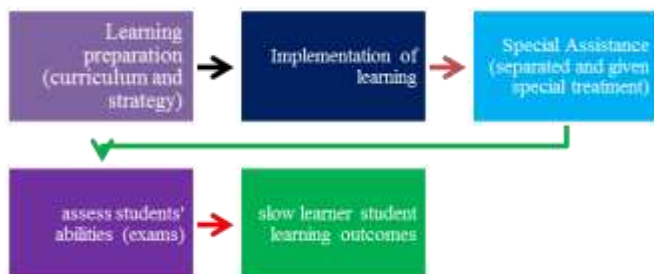 Learning
preparation
(curriculum and
strategy)
Implementation of
learning
Special Assistance
(separated and given
special treatment)
assess students'
abilities (exams)
slow learner student
learning outcomes